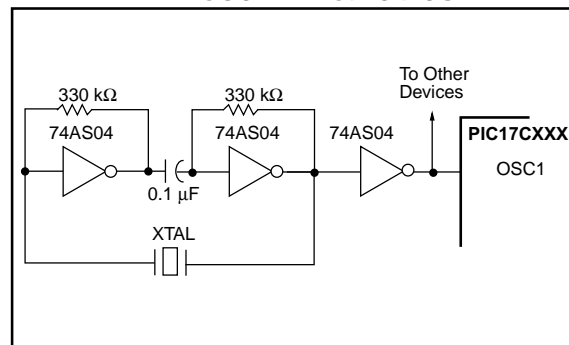 330 kΩ
330 kΩ
To Other
Devices
74AS04
74AS04
74AS04
PIC17CXXX
OSC1
0.1 µF
XTAL